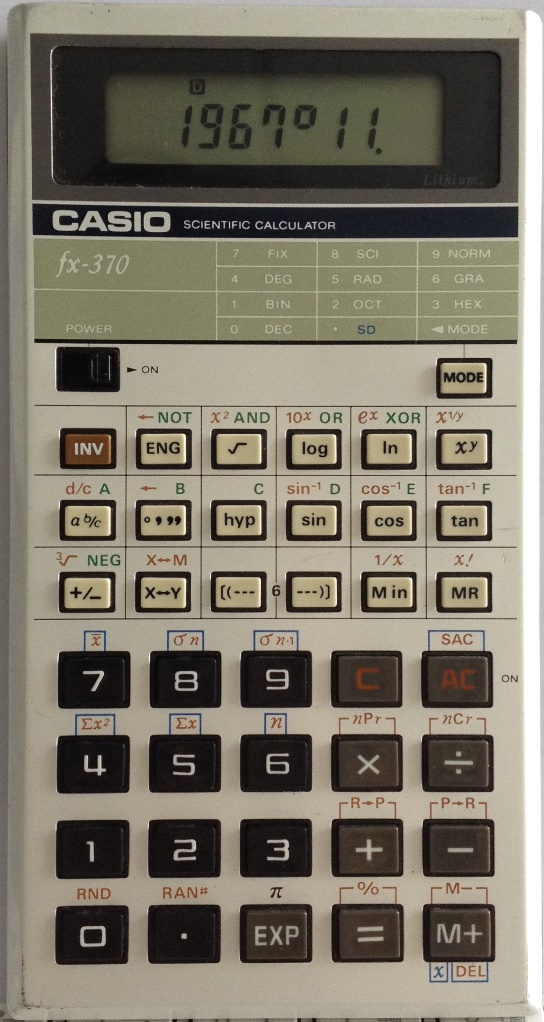 D
1967°11.
Lithium
CASIO SCIENTIFIC CALCULATOR
fx-370
7 FIX 8 SCI 9 NORM
4 DEG 5 RAD 6 GRA
1 BIN 2 OCT 3 HEX
POWER 0 DEC · SD ◄ MODE
► ON
MODE
← NOT x² AND 10ˣ OR eˣ XOR x^1/y
INV ENG √ log ln xʸ
d/c A ← B C sin⁻¹ D cos⁻¹ E tan⁻¹ F
a b/c °,,, hyp sin cos tan
³√ NEG X↔M 1/x x!
+/− X↔Y [(--- 6 ---)] M in MR
x̄ σn σn-1 SAC
7 8 9 C AC ON
Σx² Σx n nPr nCr
4 5 6 × ÷
R→P P→R
1 2 3 + −
RND RAN# π % M−
0 · EXP = M+
x DEL